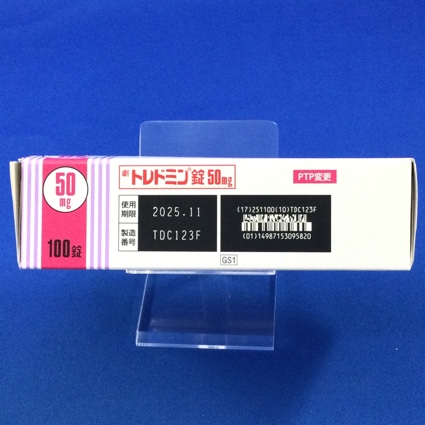 50
mg
100錠
劇 トレドミン®錠50mg
PTP変更
使用
期限
2025.11
製造
番号
TDC123F
(17)251100(10)TDC123F
(01)14987153095820
GS1